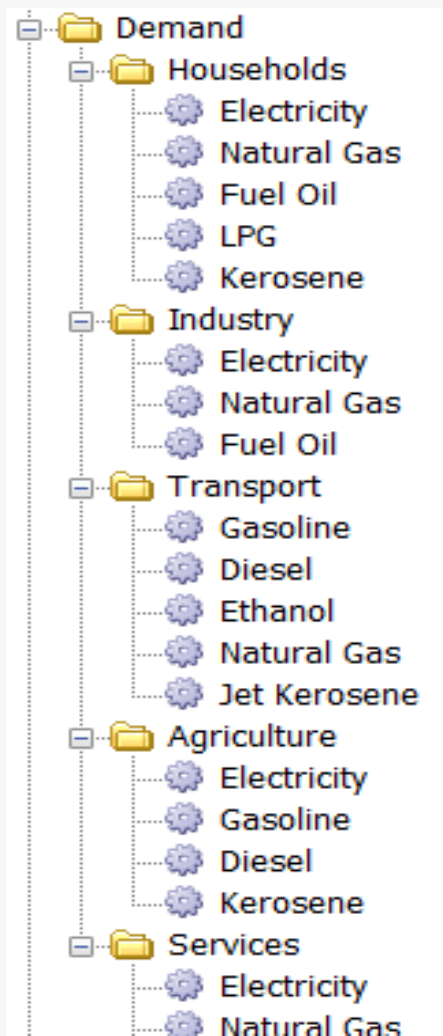 Demand
Households
Electricity
Natural Gas
Fuel Oil
LPG
Kerosene
Industry
Electricity
Natural Gas
Fuel Oil
Transport
Gasoline
Diesel
Ethanol
Natural Gas
Jet Kerosene
Agriculture
Electricity
Gasoline
Diesel
Kerosene
Services
Electricity
Natural Gas